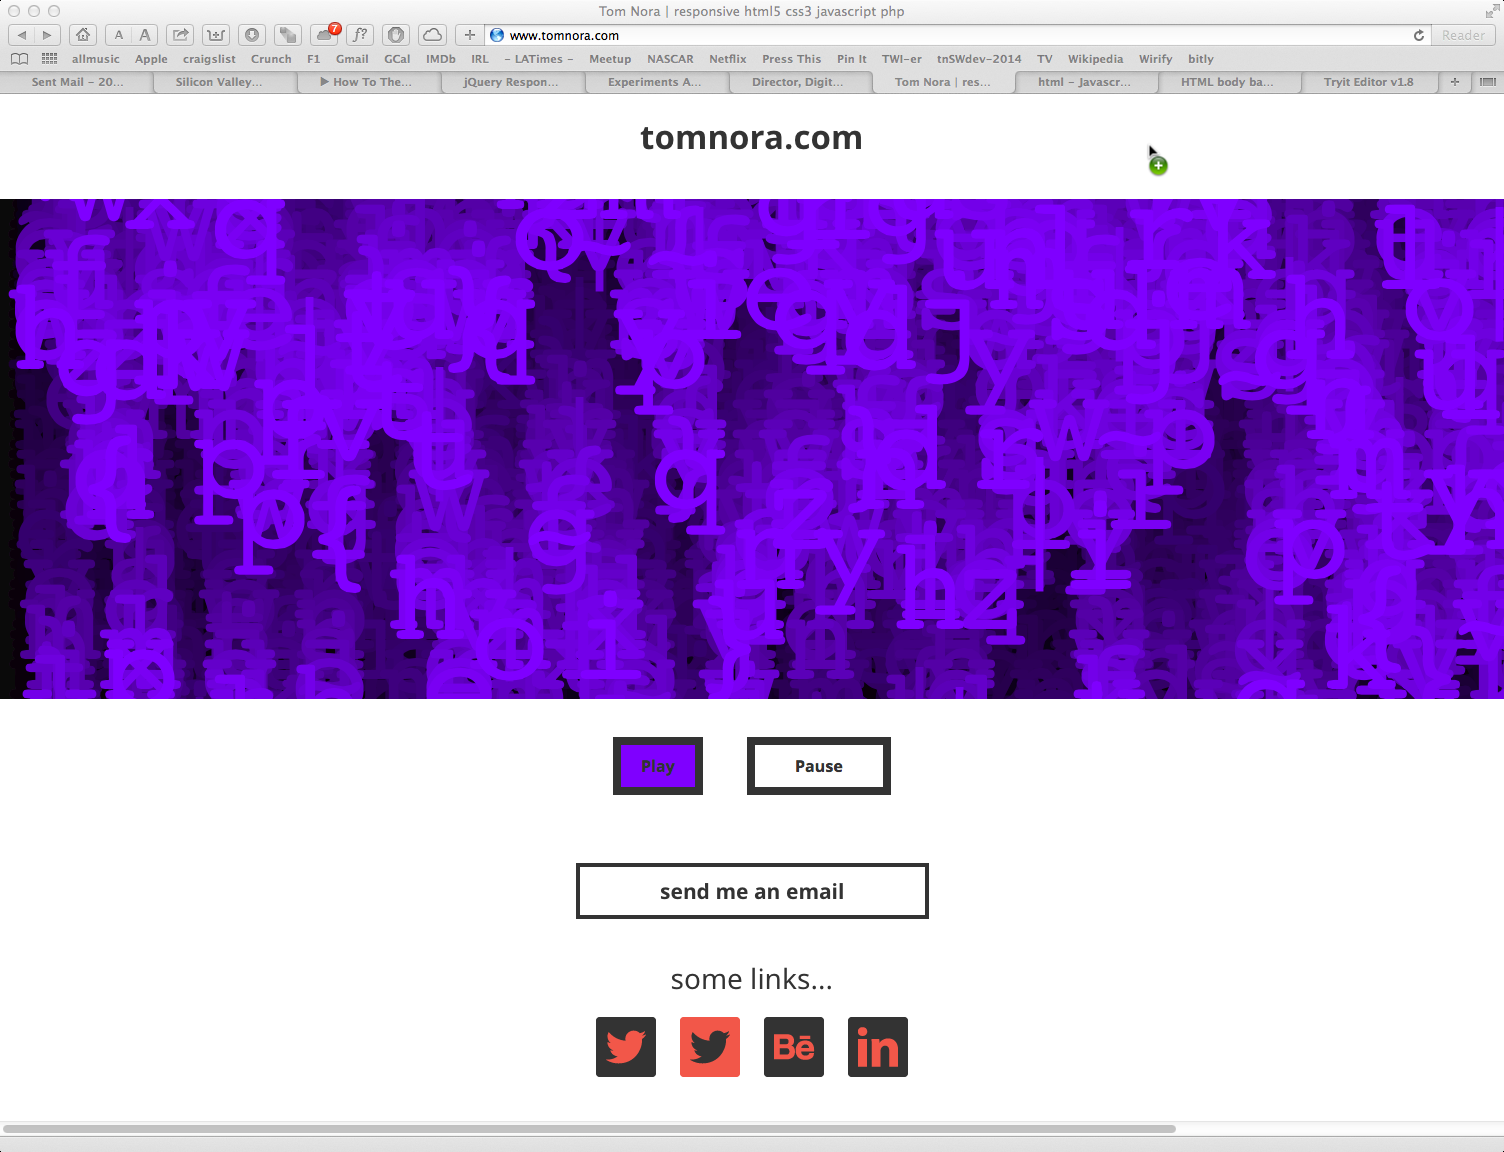 Tom Nora | responsive html5 css3 javascript php
A A 7 f? www.tomnora.com Reader
allmusic Apple craigslist Crunch F1 Gmail GCal IMDb IRL - LATimes - Meetup NASCAR Netflix Press This Pin It TWI-er tnSWdev-2014 TV Wikipedia Wirify bitly
Sent Mail – 20... Silicon Valley... ▶ How To The... jQuery Respon... Experiments A... Director, Digit... Tom Nora | res... html – Javascr... HTML body ba... Tryit Editor v1.8
tomnora.com
Play Pause
send me an email
some links...
Bē in